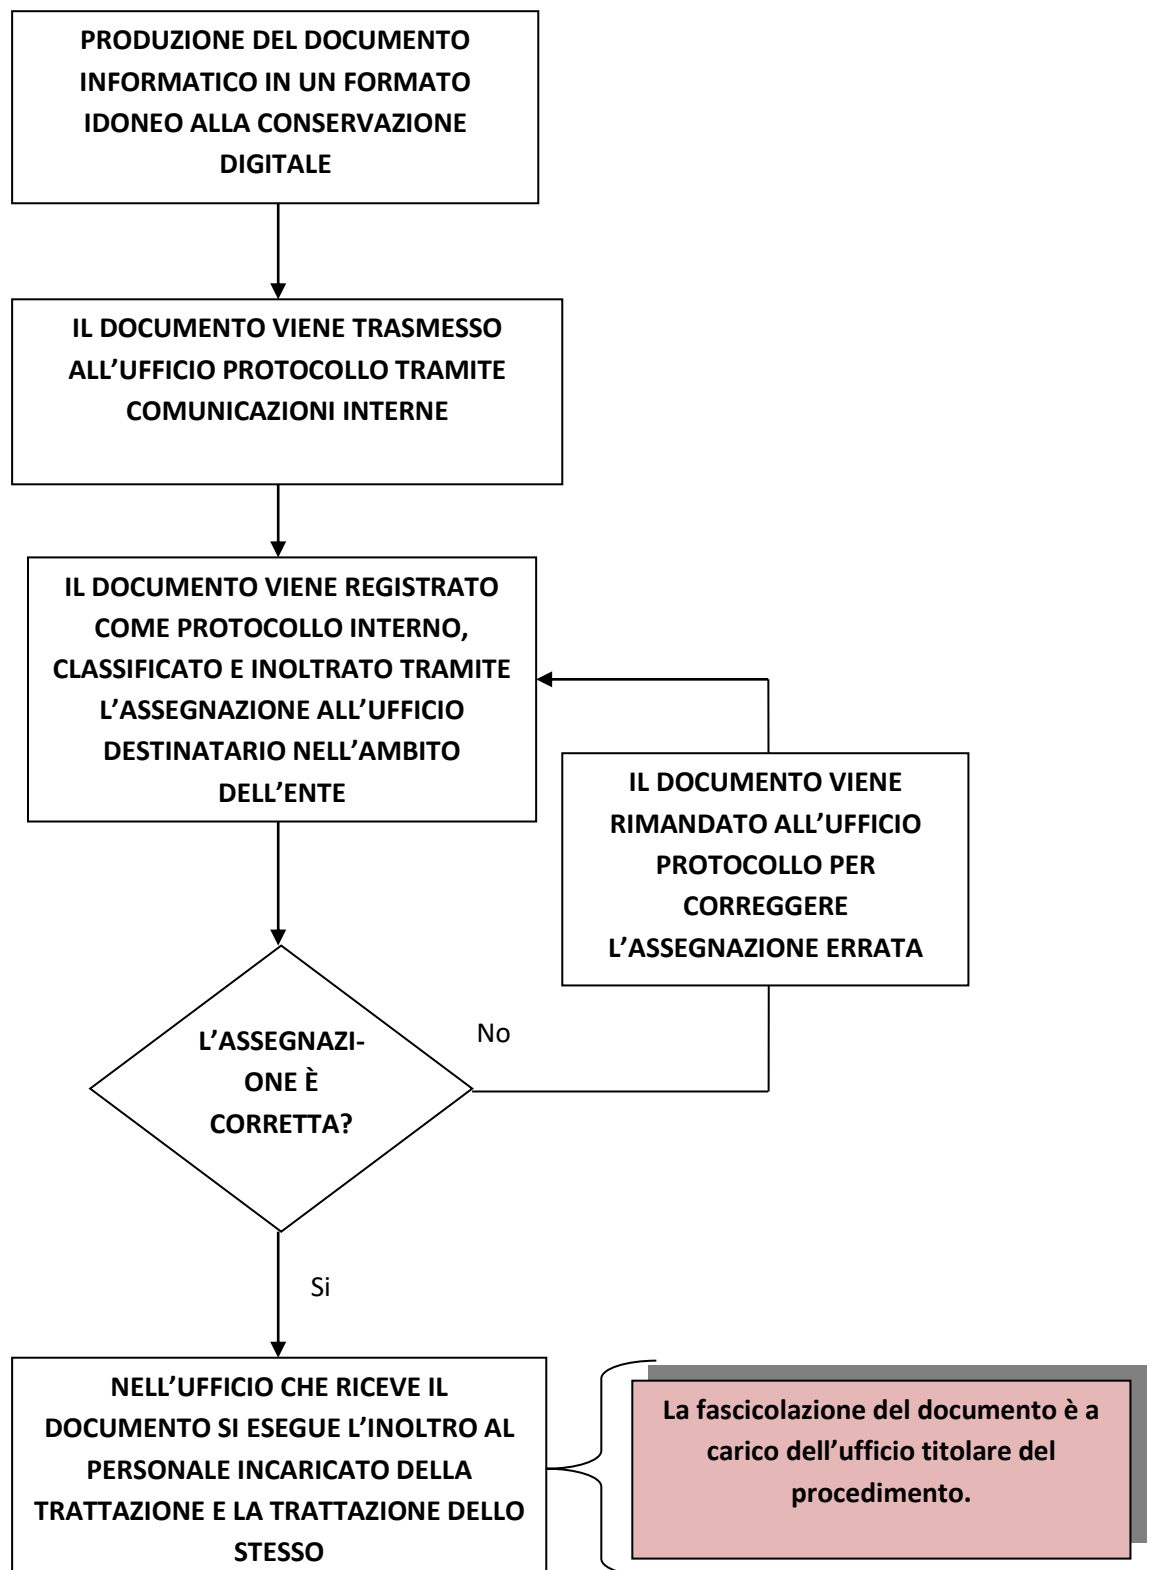 PRODUZIONE DEL DOCUMENTO
INFORMATICO IN UN FORMATO
IDONEO ALLA CONSERVAZIONE
DIGITALE
IL DOCUMENTO VIENE TRASMESSO
ALL’UFFICIO PROTOCOLLO TRAMITE
COMUNICAZIONI INTERNE
IL DOCUMENTO VIENE REGISTRATO
COME PROTOCOLLO INTERNO,
CLASSIFICATO E INOLTRATO TRAMITE
L’ASSEGNAZIONE ALL’UFFICIO
DESTINATARIO NELL’AMBITO
DELL’ENTE
IL DOCUMENTO VIENE
RIMANDATO ALL’UFFICIO
PROTOCOLLO PER
CORREGGERE
L’ASSEGNAZIONE ERRATA
L’ASSEGNAZI-
ONE È
CORRETTA?
No
Si
NELL’UFFICIO CHE RICEVE IL
DOCUMENTO SI ESEGUE L’INOLTRO AL
PERSONALE INCARICATO DELLA
TRATTAZIONE E LA TRATTAZIONE DELLO
STESSO
La fascicolazione del documento è a
carico dell’ufficio titolare del
procedimento.